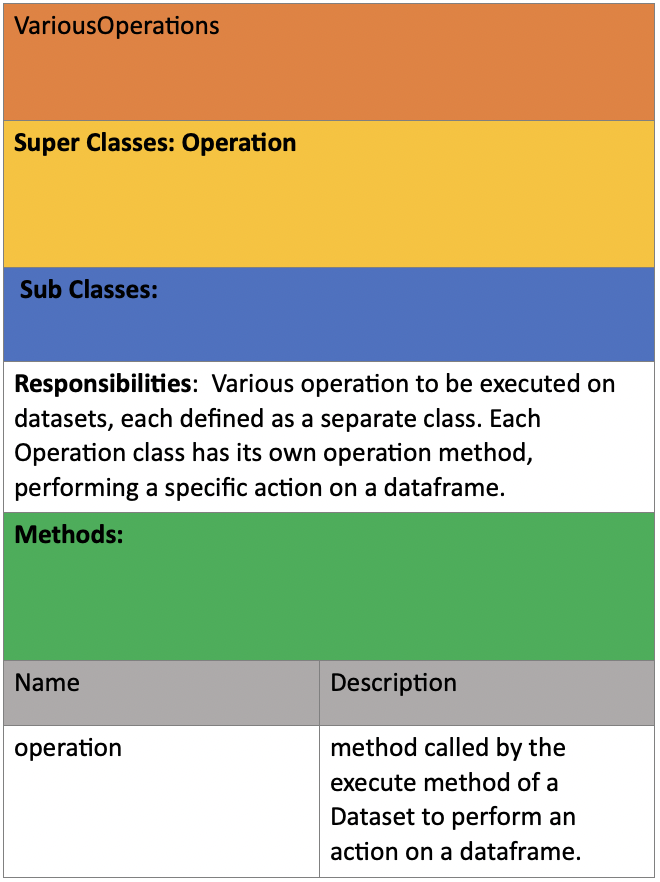 VariousOperations
Super Classes: Operation
Sub Classes:
Responsibilities:  Various operation to be executed on
datasets, each defined as a separate class. Each
Operation class has its own operation method,
performing a specific action on a dataframe.
Methods:
Name
Description
operation
method called by the
execute method of a
Dataset to perform an
action on a dataframe.